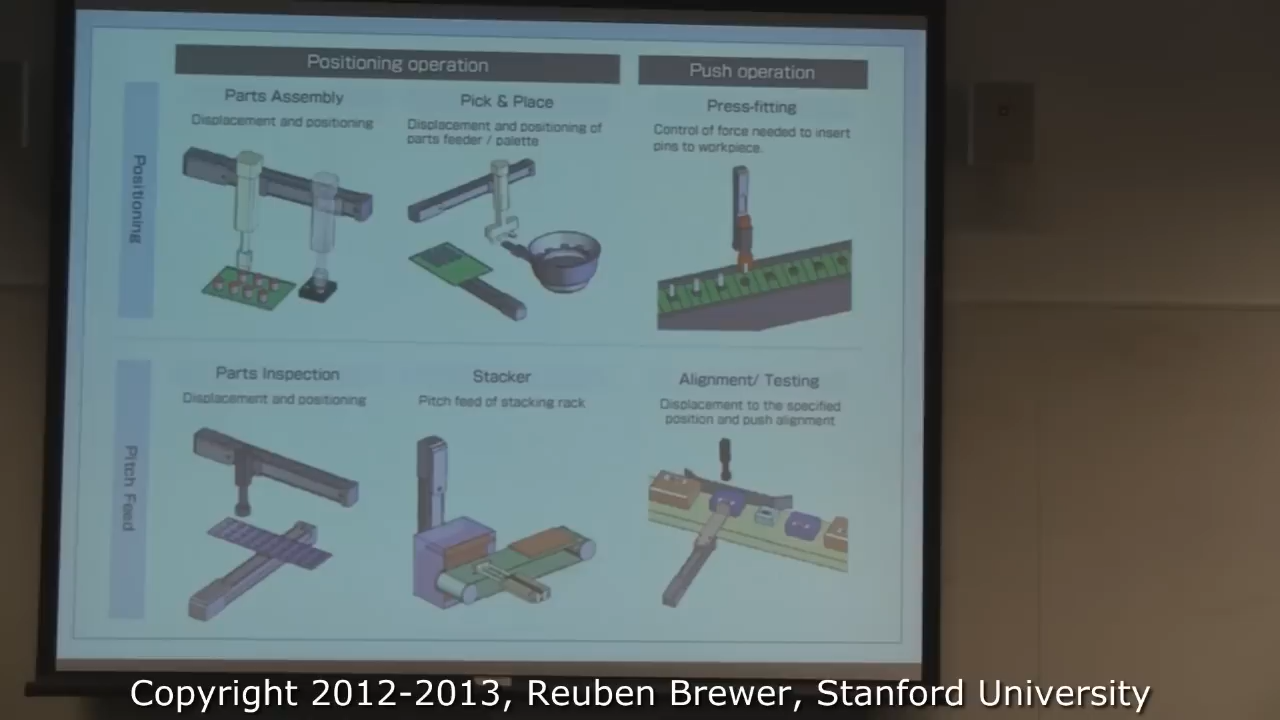 Positioning operation
Push operation
Positioning
Parts Assembly
Displacement and positioning
Pick & Place
Displacement and positioning of
parts feeder / palette
Press-fitting
Control of force needed to insert
pins to workpiece.
Pitch Feed
Parts Inspection
Displacement and positioning
Stacker
Pitch feed of stacking rack
Alignment/ Testing
Displacement to the specified
position and push alignment
Copyright 2012-2013, Reuben Brewer, Stanford University